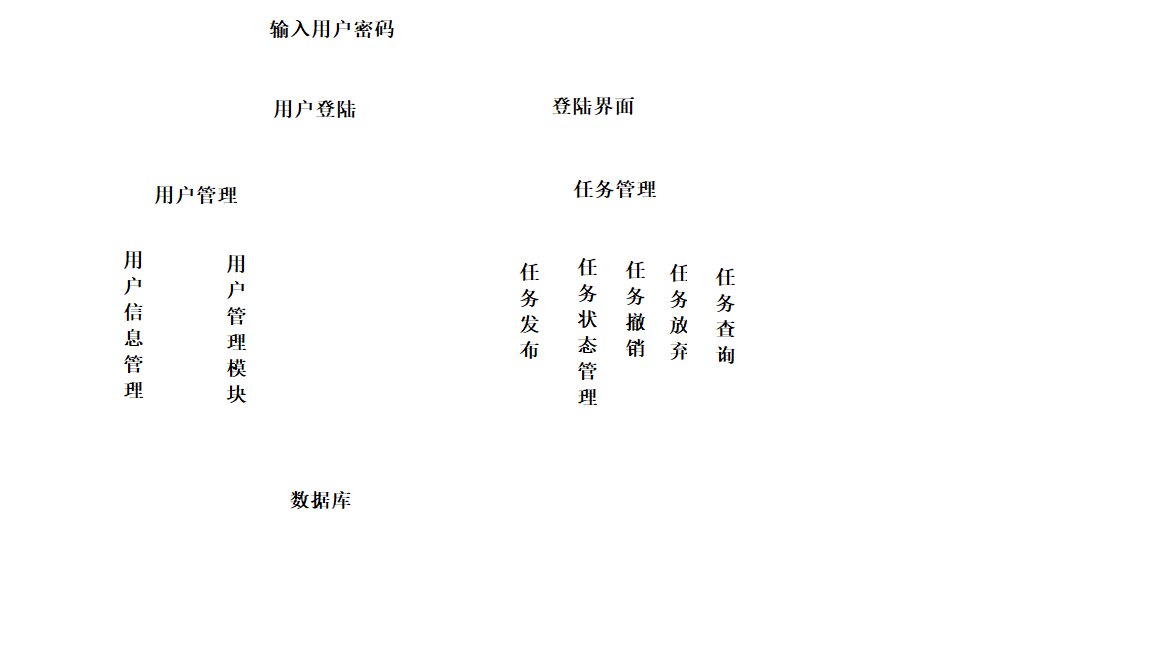 输入用户密码
用户登陆
登陆界面
用户管理
任务管理
用户信息管理
用户管理模块
任务发布
任务状态管理
任务撤销
任务放弃
任务查询
数据库